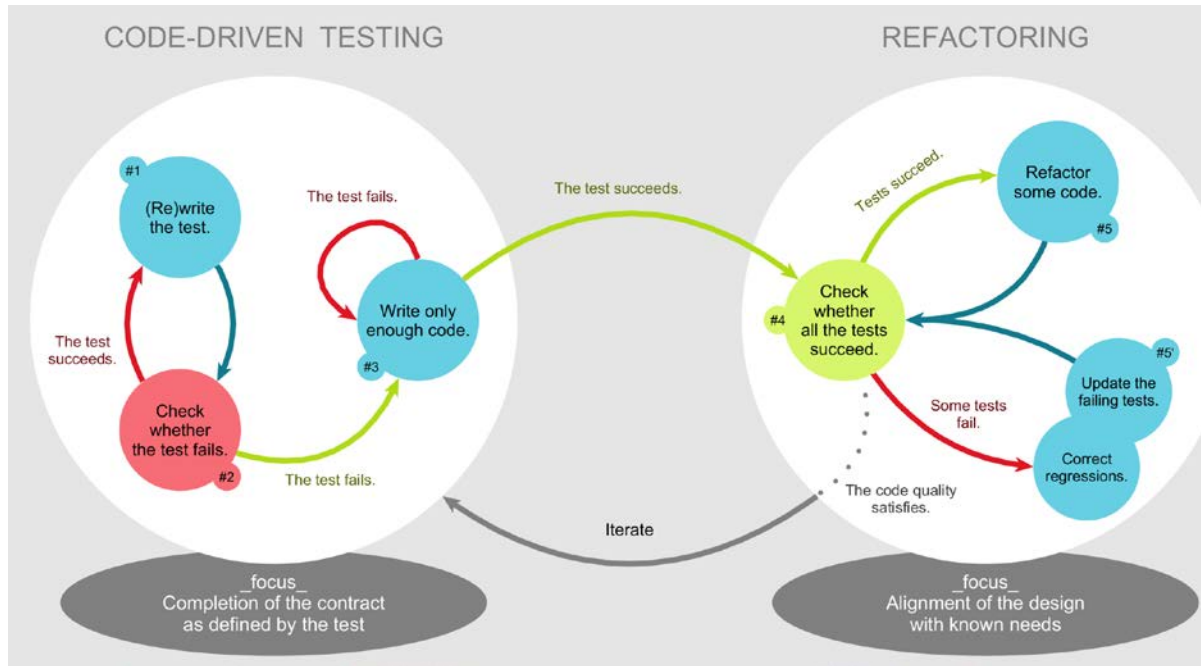 CODE-DRIVEN TESTING
REFACTORING
#1
(Re)write
the test.
The test
succeeds.
Check
whether
the test fails.
#2
The test fails.
The test fails.
Write only
enough code.
#3
The test succeeds.
Tests succeed.
Refactor
some code.
#5
#4
Check
whether
all the tests
succeed.
#5'
Update the
failing tests.
Some tests
fail.
Correct
regressions.
The code quality
satisfies.
Iterate
_focus_
Completion of the contract
as defined by the test
_focus_
Alignment of the design
with known needs